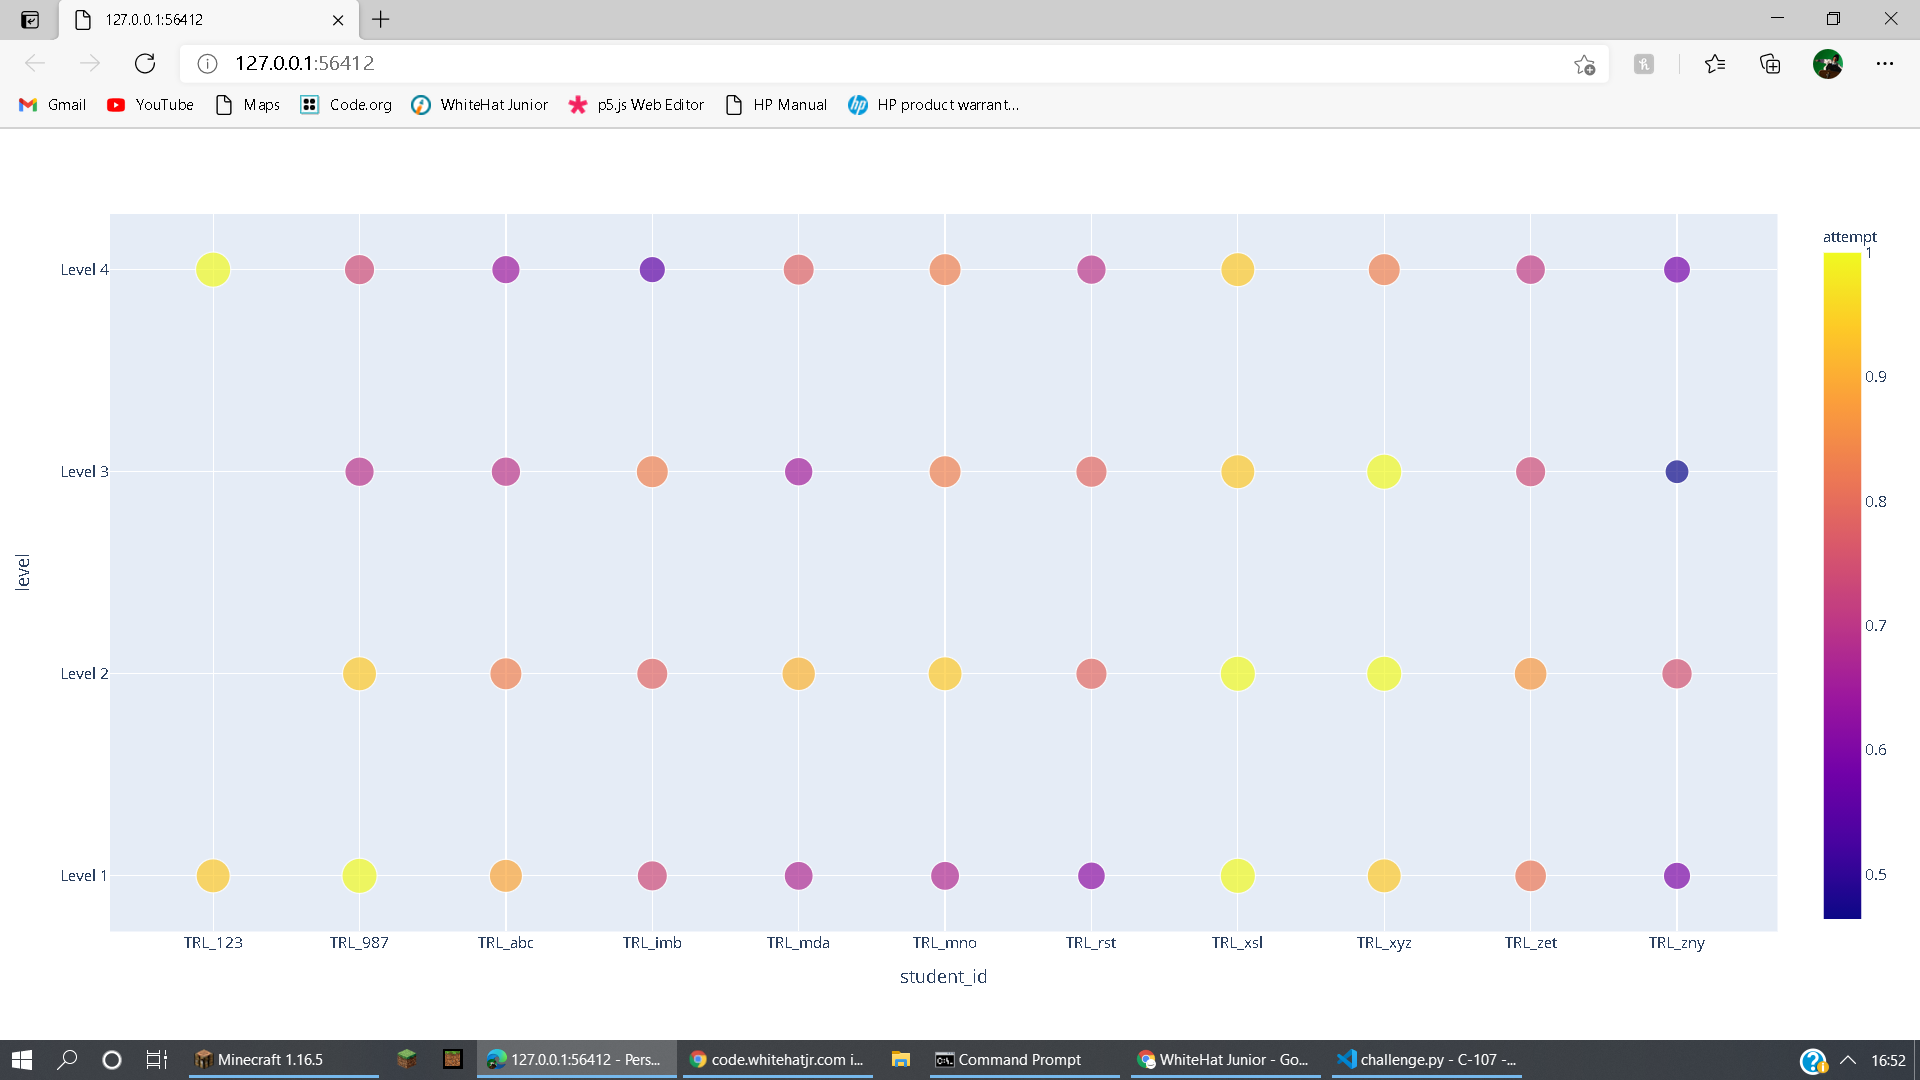 127.0.0.1:56412
127.0.0.1:56412
Gmail YouTube Maps Code.org WhiteHat Junior p5.js Web Editor HP Manual HP product warrant...
attempt
1
0.9
0.8
0.7
0.6
0.5
Level 4
Level 3
Level 2
Level 1
level
TRL_123 TRL_987 TRL_abc TRL_imb TRL_mda TRL_mno TRL_rst TRL_xsl TRL_xyz TRL_zet TRL_zny
student_id
Minecraft 1.16.5 127.0.0.1:56412 - Pers... code.whitehatjr.com i... Command Prompt WhiteHat Junior - Go... challenge.py - C-107 -... 16:52